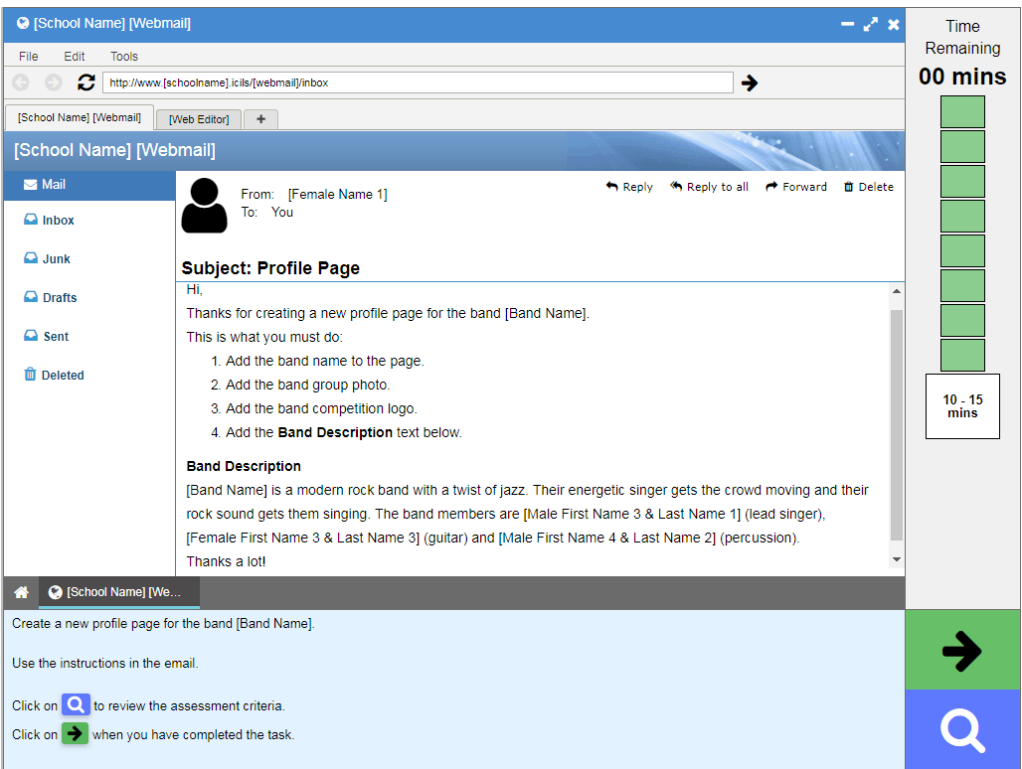 [School Name] [Webmail]
File Edit Tools
http://www.[schoolname].icils/[webmail]/inbox
[School Name] [Webmail] [Web Editor] +
[School Name] [Webmail]
Mail
Inbox
Junk
Drafts
Sent
Deleted
From: [Female Name 1]
To: You
Reply Reply to all Forward Delete
Subject: Profile Page
Hi,
Thanks for creating a new profile page for the band [Band Name].
This is what you must do:
1. Add the band name to the page.
2. Add the band group photo.
3. Add the band competition logo.
4. Add the Band Description text below.
Band Description
[Band Name] is a modern rock band with a twist of jazz. Their energetic singer gets the crowd moving and their
rock sound gets them singing. The band members are [Male First Name 3 & Last Name 1] (lead singer),
[Female First Name 3 & Last Name 3] (guitar) and [Male First Name 4 & Last Name 2] (percussion).
Thanks a lot!
[School Name] [We...
Create a new profile page for the band [Band Name].
Use the instructions in the email.
Click on to review the assessment criteria.
Click on when you have completed the task.
Time
Remaining
00 mins
10 - 15
mins